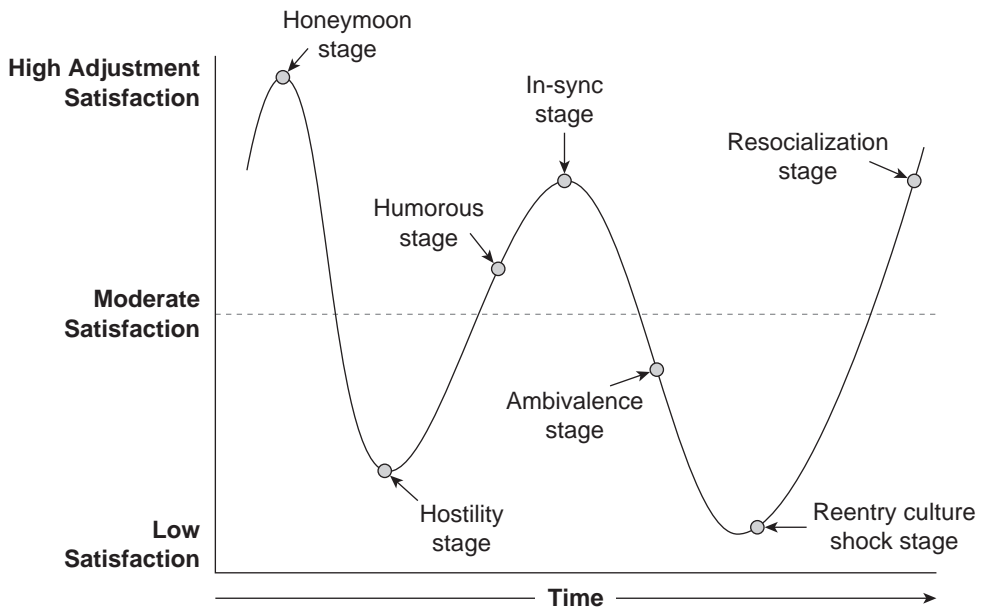 Honeymoon
stage
High Adjustment
Satisfaction
In-sync
stage
Resocialization
stage
Humorous
stage
Moderate
Satisfaction
Ambivalence
stage
Hostility
stage
Reentry culture
shock stage
Low
Satisfaction
Time